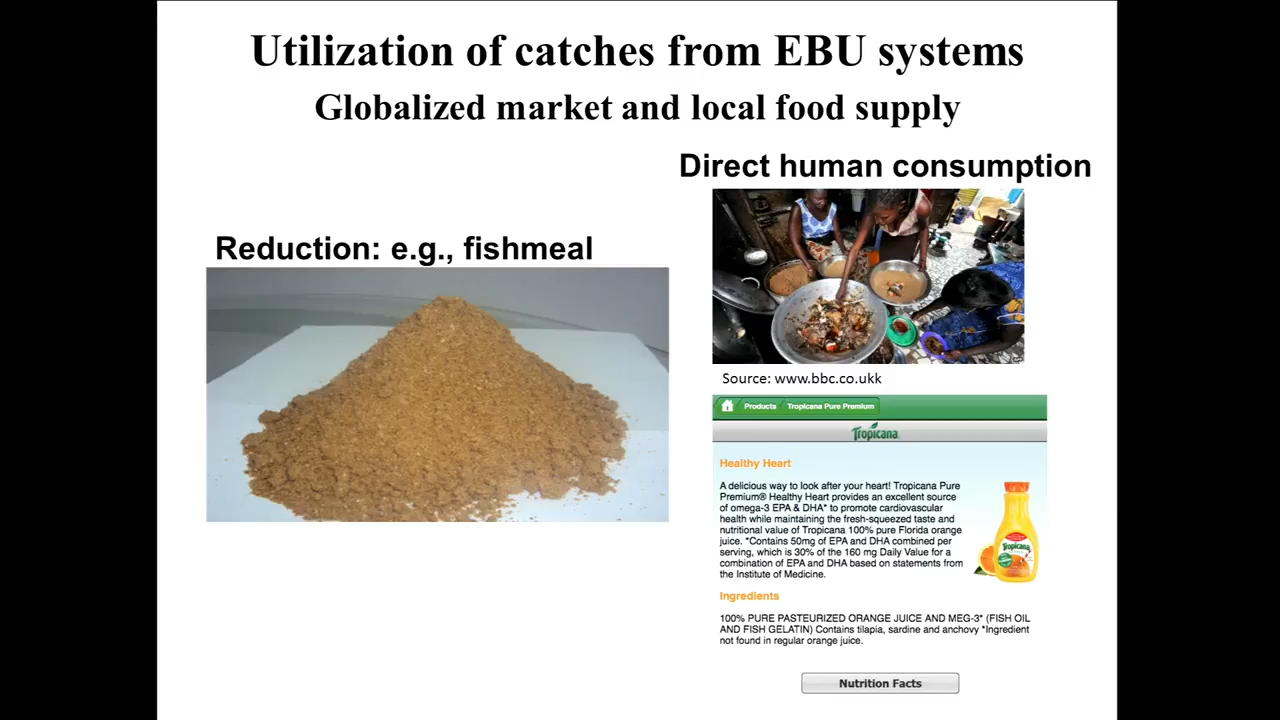 Utilization of catches from EBU systems
Globalized market and local food supply
Direct human consumption
Reduction: e.g., fishmeal
Source: www.bbc.co.ukk
Products
Tropicana Pure Premium
Tropicana
Healthy Heart
A delicious way to look after your heart! Tropicana Pure
Premium® Healthy Heart provides an excellent source
of omega-3 EPA & DHA* to promote cardiovascular
health while maintaining the fresh-squeezed taste and
nutritional value of Tropicana 100% pure Florida orange
juice. *Contains 50mg of EPA and DHA combined per
serving, which is 30% of the 160 mg Daily Value for a
combination of EPA and DHA based on statements from
the Institute of Medicine.
Tropicana
Ingredients
100% PURE PASTEURIZED ORANGE JUICE AND MEG-3* (FISH OIL
AND FISH GELATIN) Contains tilapia, sardine and anchovy *Ingredient
not found in regular orange juice.
Nutrition Facts